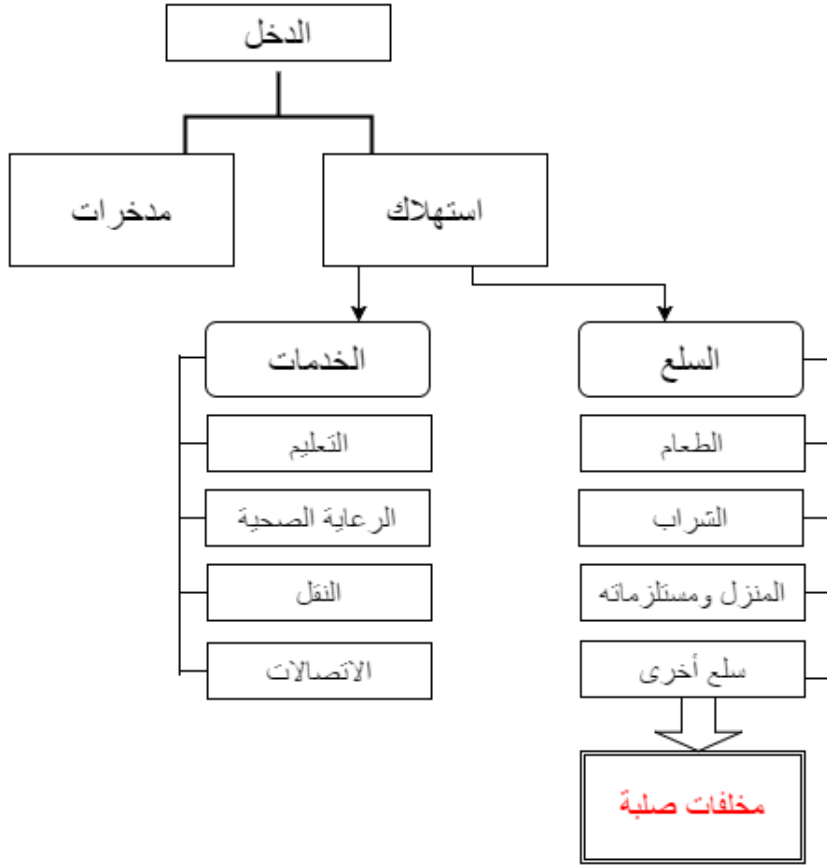 الدخل
استهلاك
مدخرات
السلع
الخدمات
الطعام
التعليم
الشراب
الرعاية الصحية
المنزل ومستلزماته
النقل
سلع أخرى
الاتصالات
مخلفات صلبة